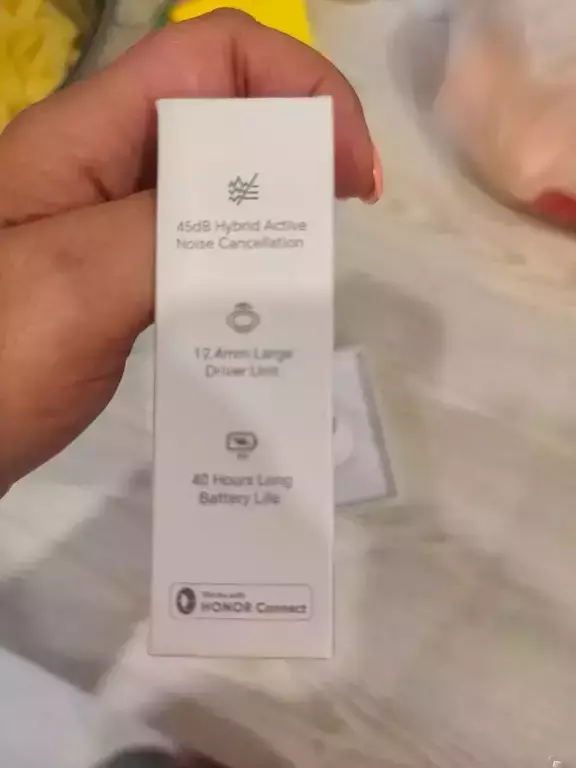 45dB Hybrid Active
Noise Cancellation
12.4mm Large
Driver Unit
40 Hours Long
Battery Life
Works with
HONOR Connect